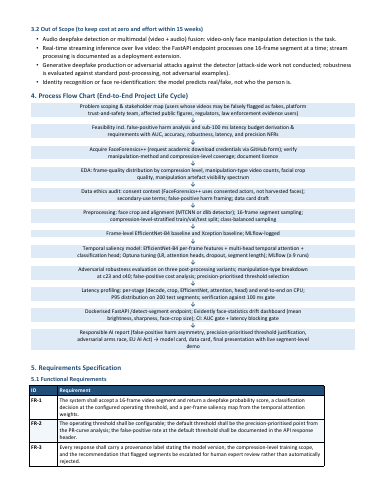 3.2 Out of Scope (to keep cost at zero and effort within 15 weeks)
• Audio deepfake detection or multimodal (video + audio) fusion: video-only face manipulation detection is the task.
• Real-time streaming inference over live video: the FastAPI endpoint processes one 16-frame segment at a time; stream
processing is documented as a deployment extension.
• Generative deepfake production or adversarial attacks against the detector (attack-side work not conducted; robustness
is evaluated against standard post-processing, not adversarial examples).
• Identity recognition or face re-identification: the model predicts real/fake, not who the person is.
4. Process Flow Chart (End-to-End Project Life Cycle)
Problem scoping & stakeholder map (users whose videos may be falsely flagged as fakes, platform
trust-and-safety team, affected public figures, regulators, law enforcement evidence users)
↓
Feasibility incl. false-positive harm analysis and sub-100 ms latency budget derivation &
requirements with AUC, accuracy, robustness, latency, and precision NFRs
↓
Acquire FaceForensics++ (request academic download credentials via GitHub form); verify
manipulation-method and compression-level coverage; document licence
↓
EDA: frame-quality distribution by compression level, manipulation-type video counts, facial crop
quality, manipulation artefact visibility spectrum
↓
Data ethics audit: consent context (FaceForensics++ uses consented actors, not harvested faces);
secondary-use terms; false-positive harm framing; data card draft
↓
Preprocessing: face crop and alignment (MTCNN or dlib detector); 16-frame segment sampling;
compression-level-stratified train/val/test split; class-balanced sampling
↓
Frame-level EfficientNet-B4 baseline and Xception baseline; MLflow-logged
↓
Temporal saliency model: EfficientNet-B4 per-frame features + multi-head temporal attention +
classification head; Optuna tuning (LR, attention heads, dropout, segment length); MLflow (≥ 9 runs)
↓
Adversarial robustness evaluation on three post-processing variants; manipulation-type breakdown
at c23 and c40; false-positive cost analysis; precision-prioritised threshold selection
↓
Latency profiling: per-stage (decode, crop, EfficientNet, attention, head) and end-to-end on CPU;
P95 distribution on 200 test segments; verification against 100 ms gate
↓
Dockerised FastAPI /detect-segment endpoint; Evidently face-statistics drift dashboard (mean
brightness, sharpness, face-crop size); CI: AUC gate + latency blocking gate
↓
Responsible AI report (false-positive harm asymmetry, precision-prioritised threshold justification,
adversarial arms race, EU AI Act) → model card, data card, final presentation with live segment-level
demo
5. Requirements Specification
5.1 Functional Requirements
ID Requirement
FR-1 The system shall accept a 16-frame video segment and return a deepfake probability score, a classification
decision at the configured operating threshold, and a per-frame saliency map from the temporal attention
weights.
FR-2 The operating threshold shall be configurable; the default threshold shall be the precision-prioritised point from
the PR-curve analysis; the false-positive rate at the default threshold shall be documented in the API response
header.
FR-3 Every response shall carry a provenance label stating the model version, the compression-level training scope,
and the recommendation that flagged segments be escalated for human expert review rather than automatically
rejected.